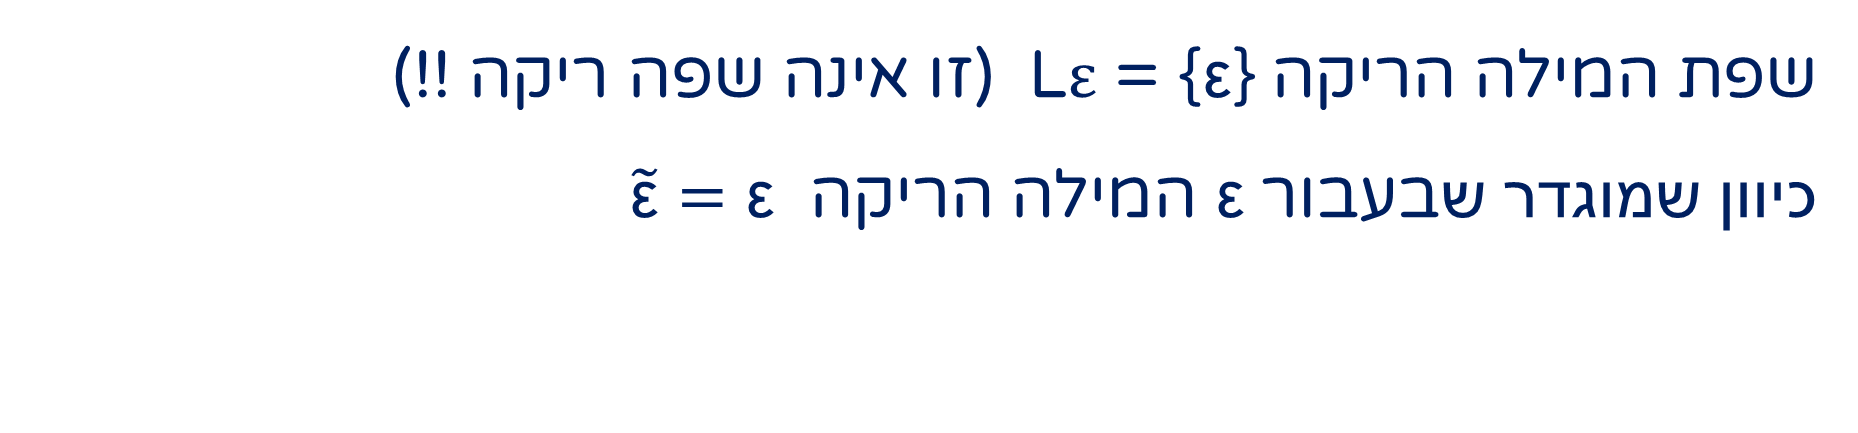 שפת המילה הריקה Lε = {ε}  (זו אינה שפה ריקה !!)
כיוון שמוגדר שבעבור ε המילה הריקה  ε̃ = ε